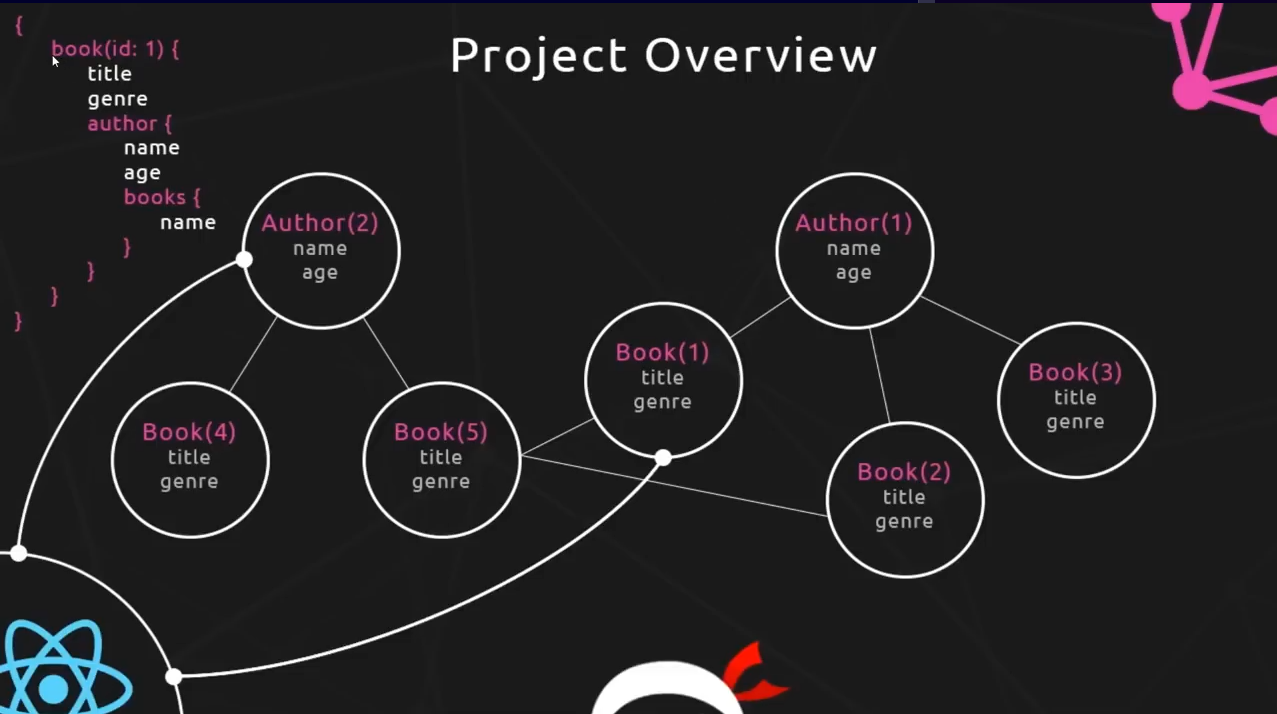 {
book(id: 1) {
title
genre
author {
name
age
books {
name
}
}
}
}
Project Overview
Author(2)
name
age
Author(1)
name
age
Book(1)
title
genre
Book(3)
title
genre
Book(4)
title
genre
Book(5)
title
genre
Book(2)
title
genre